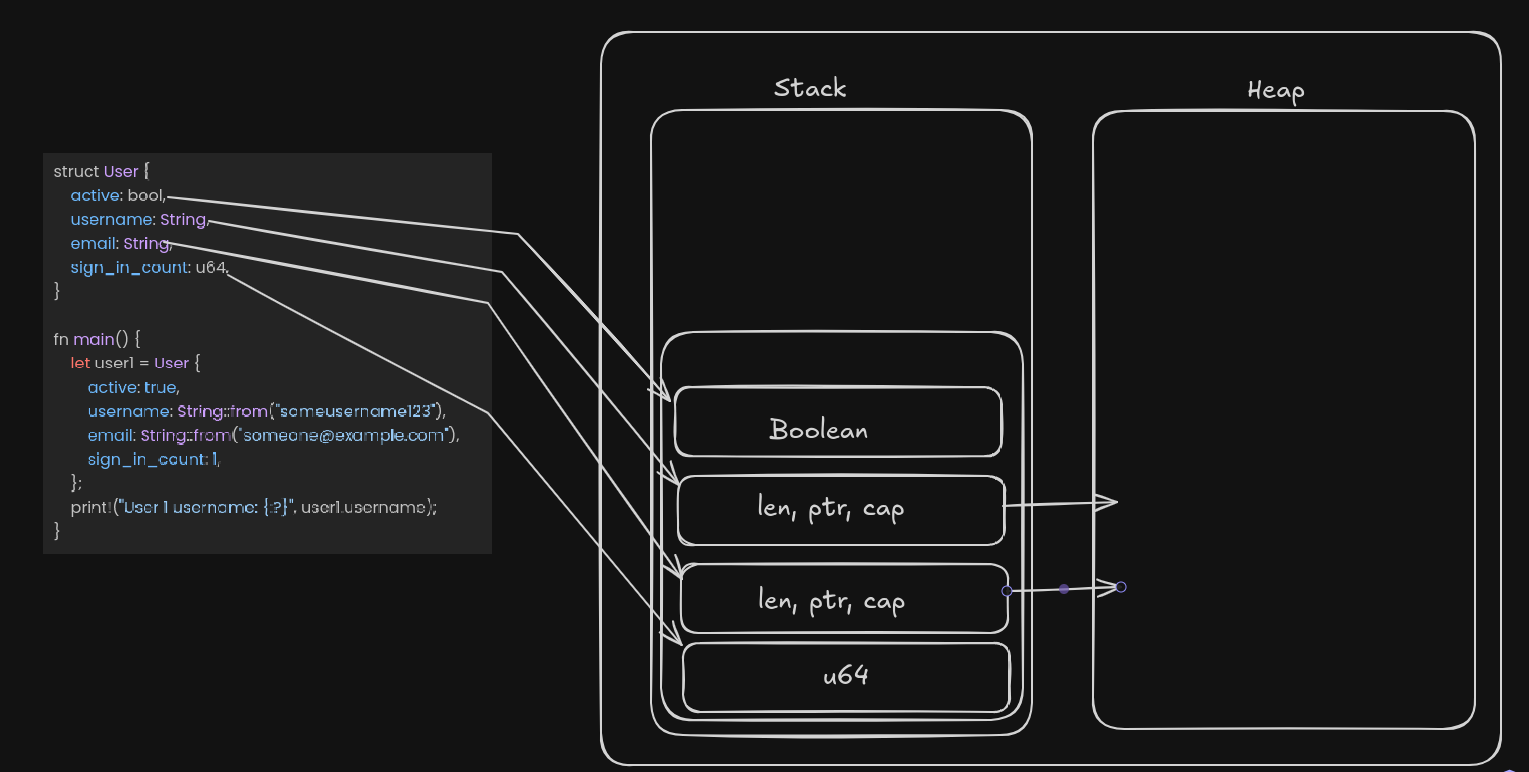 Stack
Heap
struct User {
active: bool,
username: String,
email: String,
sign_in_count: u64,
}
fn main() {
let user1 = User {
active: true,
username: String::from("someusername123"),
email: String::from("someone@example.com"),
sign_in_count: 1,
};
print!("User 1 username: {:?}", user1.username);
}
Boolean
len, ptr, cap
len, ptr, cap
u64